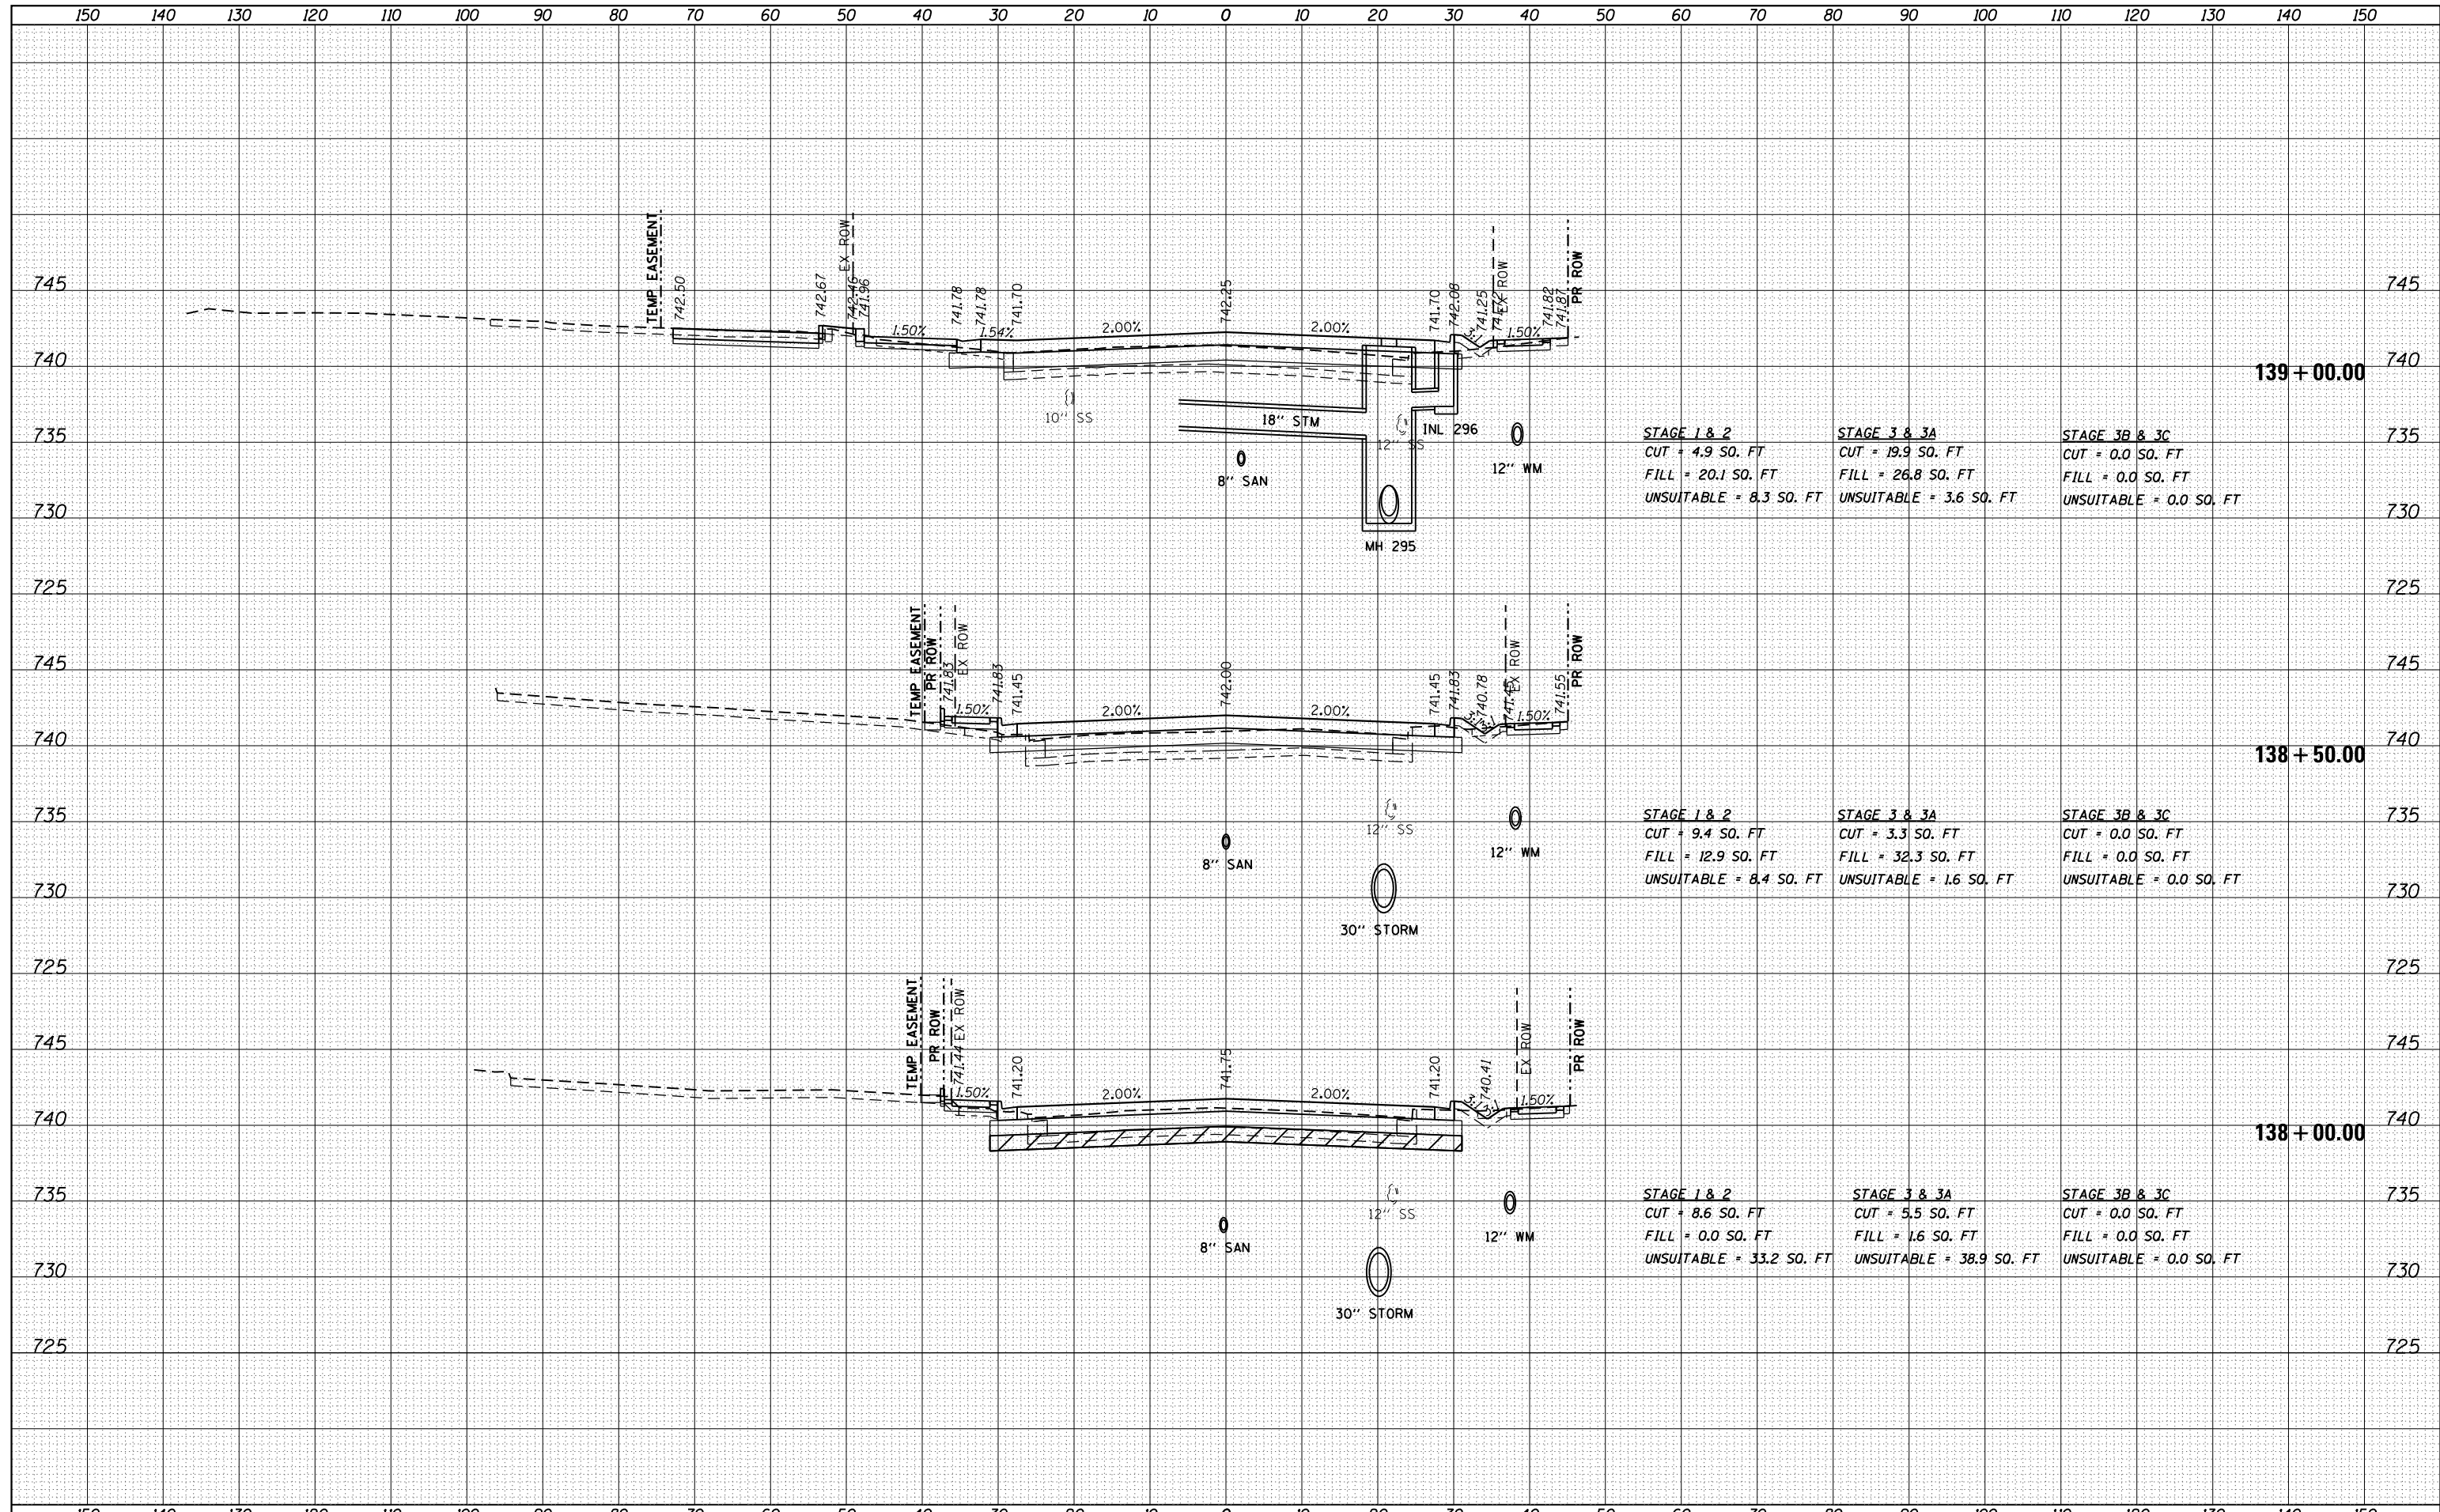 150 140 130 120 110 100 90 80 70 60 50 40 30 20 10 0 10 20 30 40 50 60 70 80 90 100 110 120 130 140 150
TEMP EASEMENT
742.50
742.67
EX ROW
742.46
741.96
741.78
741.78
741.70
742.25
741.70
742.08
741.25
EX ROW
741.82
741.87
PR ROW
745 745
1.50% 1.54% 2.00% 2.00% 3:1 1.50%
740 740
139+00.00
10'' SS
18'' STM
12'' SS
INL 296
8'' SAN
12'' WM
MH 295
735 735
STAGE 1 & 2 STAGE 3 & 3A STAGE 3B & 3C
CUT = 4.9 SQ. FT CUT = 19.9 SQ. FT CUT = 0.0 SQ. FT
FILL = 20.1 SQ. FT FILL = 26.8 SQ. FT FILL = 0.0 SQ. FT
UNSUITABLE = 8.3 SQ. FT UNSUITABLE = 3.6 SQ. FT UNSUITABLE = 0.0 SQ. FT
730 730
725 725
TEMP EASEMENT
PR ROW
741.83
EX ROW
741.83
741.45
742.00
741.45
741.83
740.78
741.45
EX ROW
741.55
PR ROW
745 745
1.50% 2.00% 2.00% 3:1 3:1 1.50%
740 740
138+50.00
12'' SS
8'' SAN
12'' WM
30'' STORM
735 735
STAGE 1 & 2 STAGE 3 & 3A STAGE 3B & 3C
CUT = 9.4 SQ. FT CUT = 3.3 SQ. FT CUT = 0.0 SQ. FT
FILL = 12.9 SQ. FT FILL = 32.3 SQ. FT FILL = 0.0 SQ. FT
UNSUITABLE = 8.4 SQ. FT UNSUITABLE = 1.6 SQ. FT UNSUITABLE = 0.0 SQ. FT
730 730
725 725
TEMP EASEMENT
PR ROW
741.44
EX ROW
741.20
741.75
741.20
740.41
EX ROW
PR ROW
745 745
1.50% 2.00% 2.00% 3:1 3:1 1.50%
740 740
138+00.00
12'' SS
8'' SAN
12'' WM
30'' STORM
735 735
STAGE 1 & 2 STAGE 3 & 3A STAGE 3B & 3C
CUT = 8.6 SQ. FT CUT = 5.5 SQ. FT CUT = 0.0 SQ. FT
FILL = 0.0 SQ. FT FILL = 1.6 SQ. FT FILL = 0.0 SQ. FT
UNSUITABLE = 33.2 SQ. FT UNSUITABLE = 38.9 SQ. FT UNSUITABLE = 0.0 SQ. FT
730 730
725 725